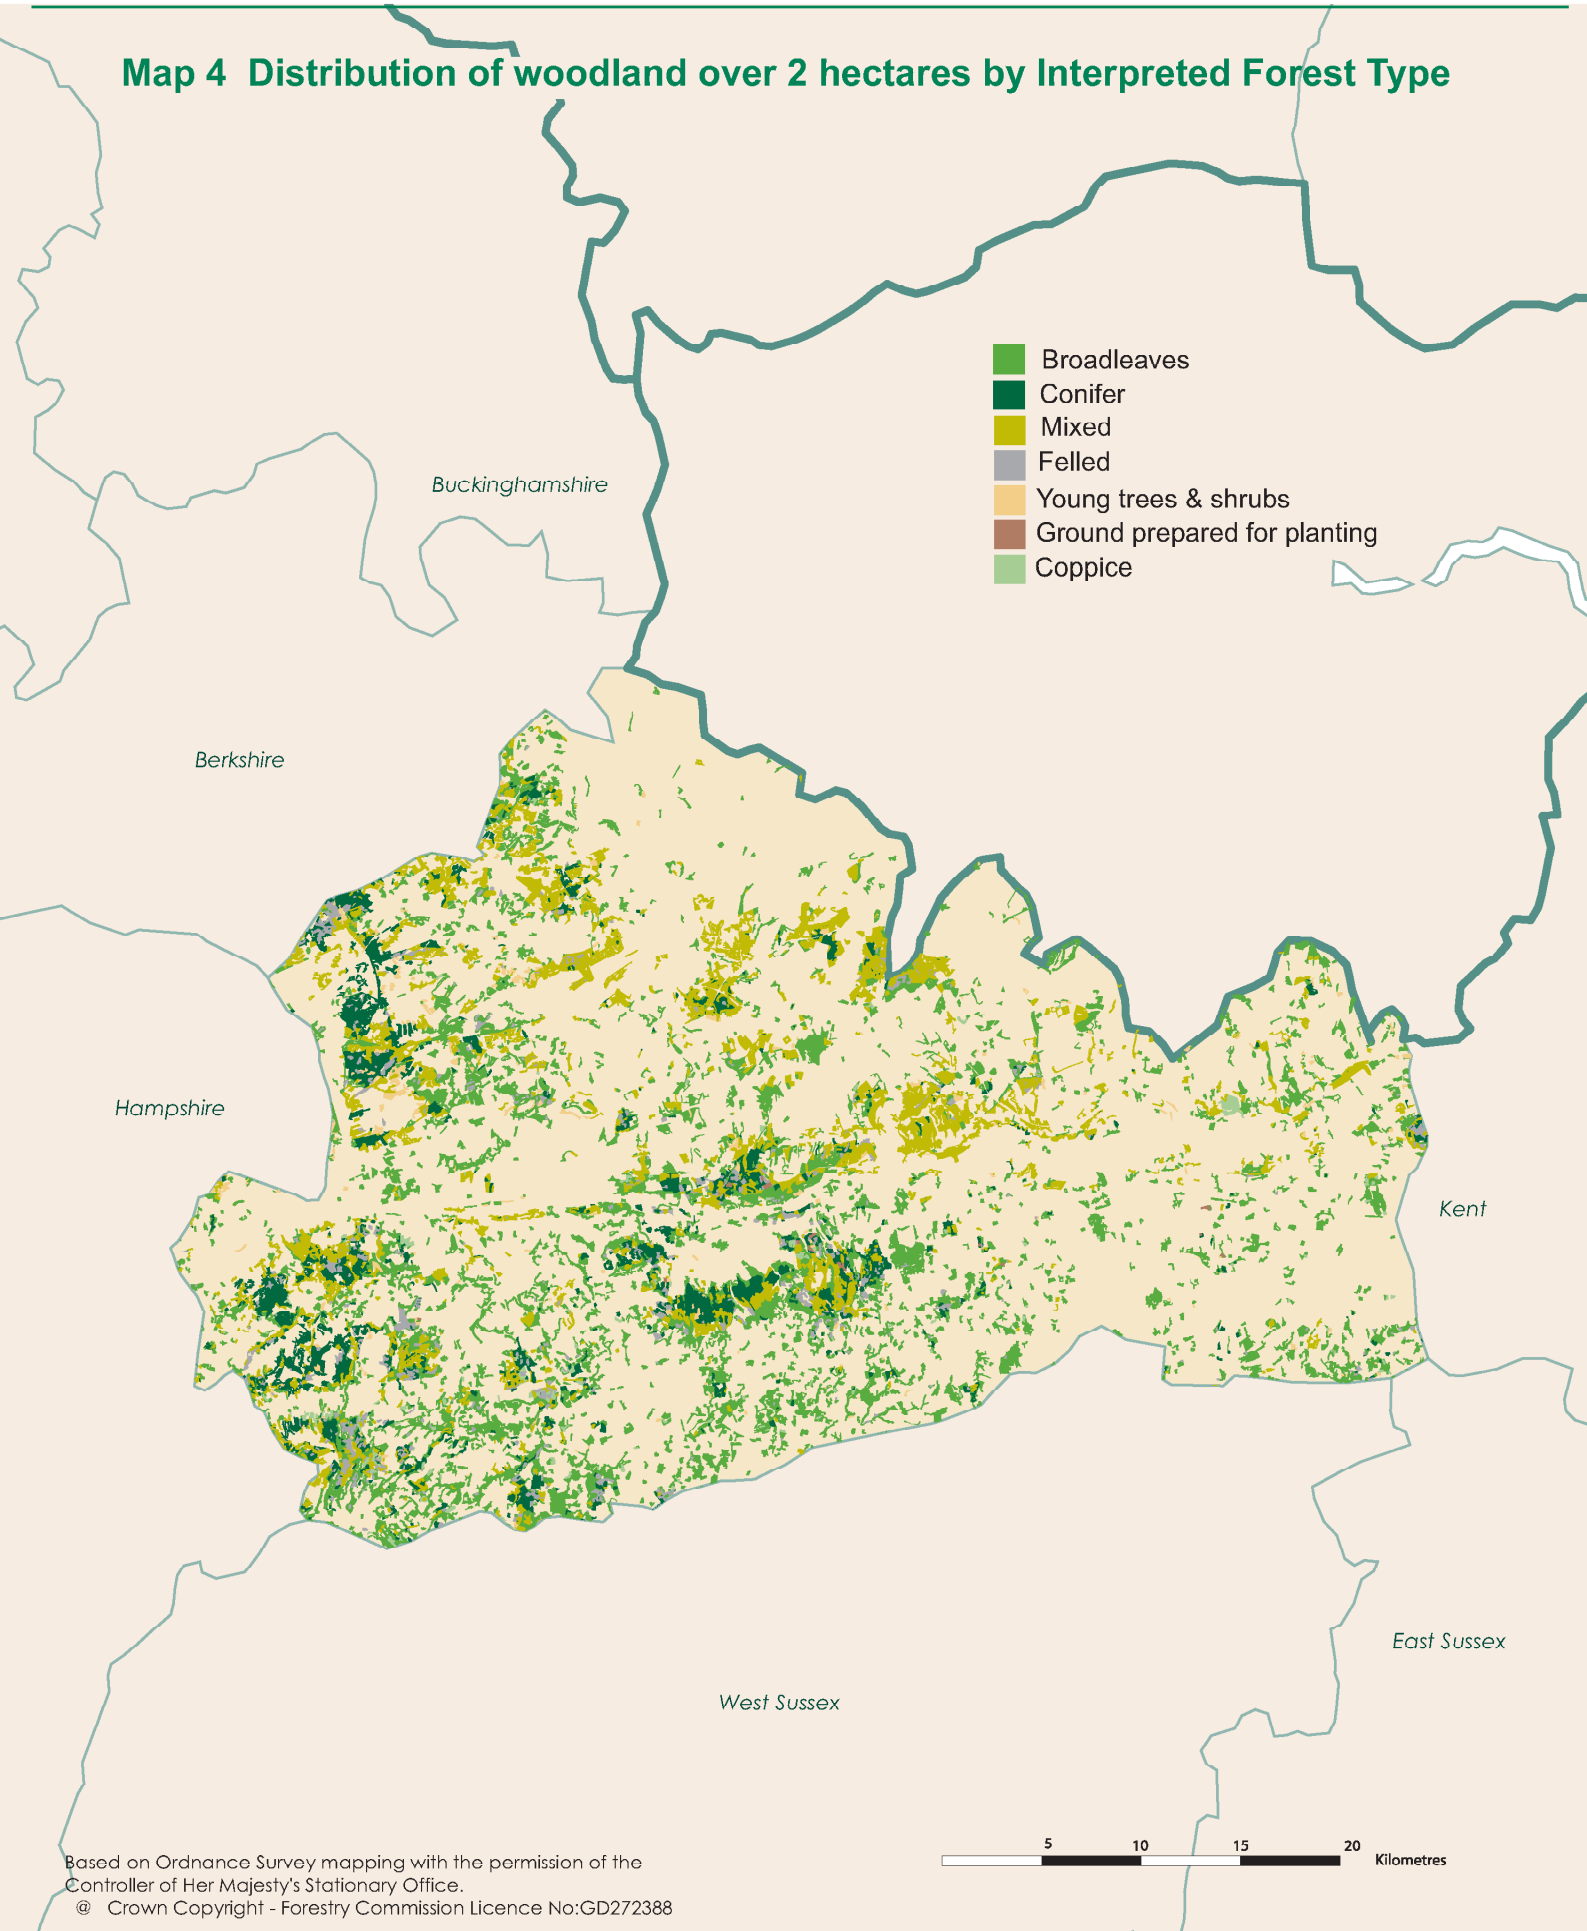 Map 4  Distribution of woodland over 2 hectares by Interpreted Forest Type
Broadleaves
Conifer
Mixed
Felled
Young trees & shrubs
Ground prepared for planting
Coppice
Buckinghamshire
Berkshire
Hampshire
Kent
East Sussex
West Sussex
5 10 15 20 Kilometres
Based on Ordnance Survey mapping with the permission of the
Controller of Her Majesty's Stationary Office.
@ Crown Copyright - Forestry Commission Licence No:GD272388